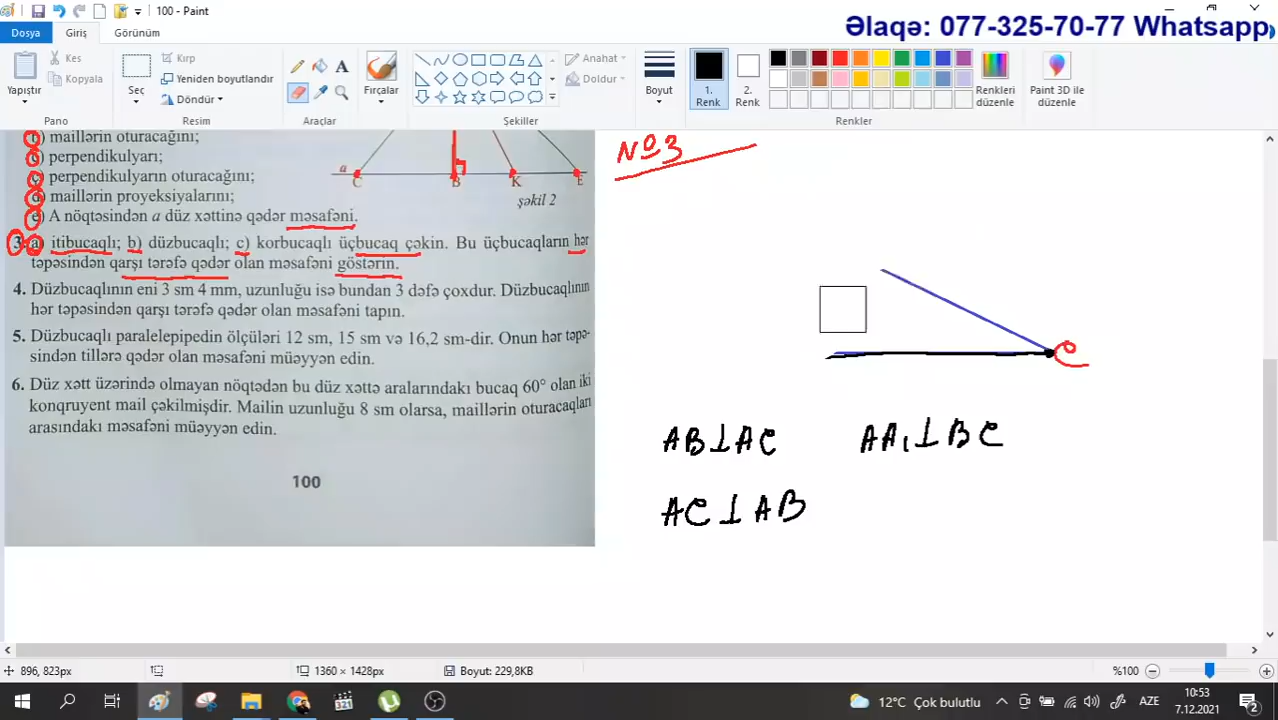 100 - Paint
Əlaqə: 077-325-70-77 Whatsapp
Dosya Giriş Görünüm
Yapıştır
Kes
Kopyala
Pano
Seç
Kırp
Yeniden boyutlandır
Döndür
Resim
A
Araçlar
Fırçalar
Şekiller
Anahat
Doldur
Boyut
1. Renk
2. Renk
Renkleri düzenle
Paint 3D ile düzenle
Renkler
b) maillərin oturacağını;
c) perpendikulyarı;
ç) perpendikulyarın oturacağını;
d) maillərin proyeksiyalarını;
e) A nöqtəsindən a düz xəttinə qədər məsafəni.
a C B K E
şəkil 2
3. a) itibucaqlı; b) düzbucaqlı; c) korbucaqlı üçbucaq çəkin. Bu üçbucaqların hər
təpəsindən qarşı tərəfə qədər olan məsafəni göstərin.
4. Düzbucaqlının eni 3 sm 4 mm, uzunluğu isə bundan 3 dəfə çoxdur. Düzbucaqlının
hər təpəsindən qarşı tərəfə qədər olan məsafəni tapın.
5. Düzbucaqlı paralelepipedin ölçüləri 12 sm, 15 sm və 16,2 sm-dir. Onun hər təpə-
sindən tillərə qədər olan məsafəni müəyyən edin.
6. Düz xətt üzərində olmayan nöqtədən bu düz xəttə aralarındakı bucaq 60° olan iki
konqruyent mail çəkilmişdir. Mailin uzunluğu 8 sm olarsa, maillərin oturacaqları
arasındakı məsafəni müəyyən edin.
100
№3
C
AB⊥AC AA₁⊥BC
AC⊥AB
896, 823px
1360 × 1428px
Boyut: 229,8KB
%100
12°C Çok bulutlu
AZE
10:53
7.12.2021
2